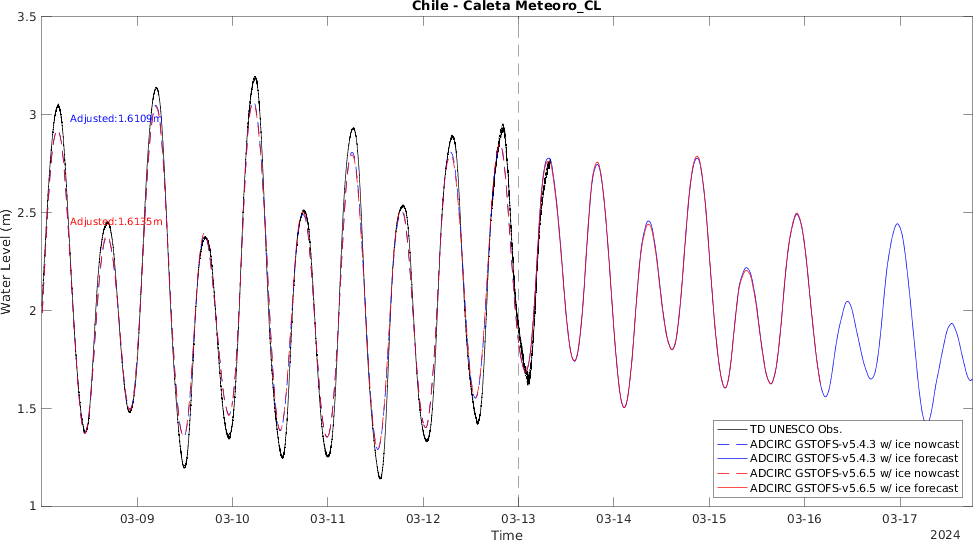 Chile - Caleta Meteoro_CL
3.5
3
2.5
2
1.5
1
Water Level (m)
Adjusted:1.6109m
Adjusted:1.6135m
TD UNESCO Obs.
ADCIRC GSTOFS-v5.4.3 w/ ice nowcast
ADCIRC GSTOFS-v5.4.3 w/ ice forecast
ADCIRC GSTOFS-v5.6.5 w/ ice nowcast
ADCIRC GSTOFS-v5.6.5 w/ ice forecast
03-09 03-10 03-11 03-12 03-13 03-14 03-15 03-16 03-17
Time
2024